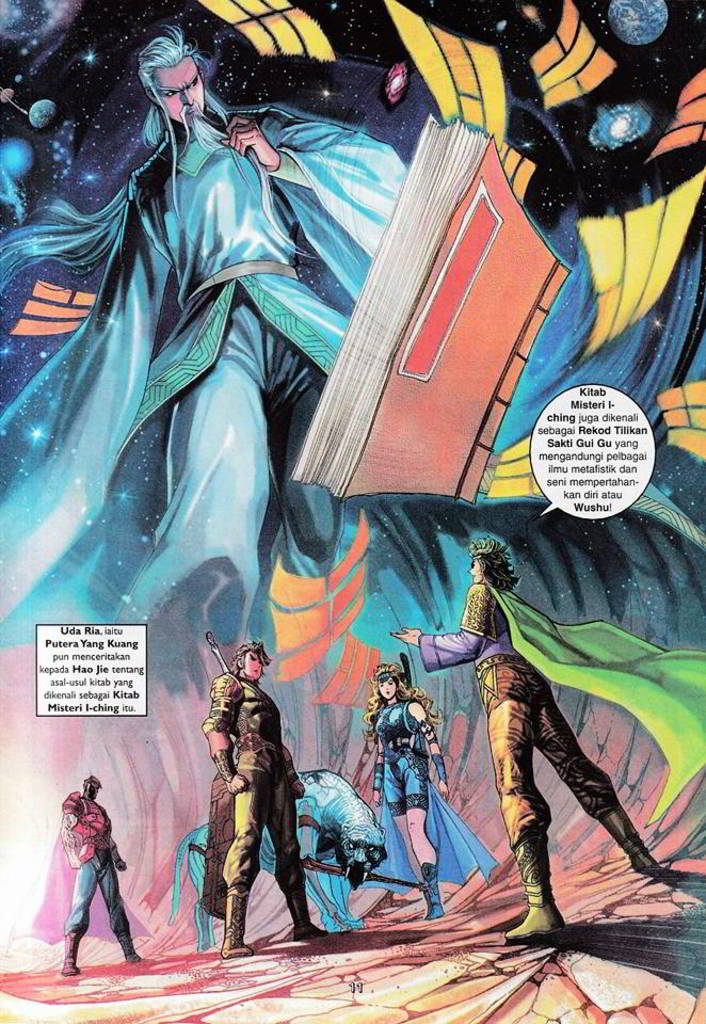 Kitab
Misteri I-
ching juga dikenali
sebagai Rekod Tilikan
Sakti Gui Gu yang
mengandungi pelbagai
ilmu metafistik dan
seni mempertahan-
kan diri atau
Wushu!
Uda Ria, iaitu
Putera Yang Kuang
pun menceritakan
kepada Hao Jie tentang
asal-usul kitab yang
dikenali sebagai Kitab
Misteri I-ching itu.
11